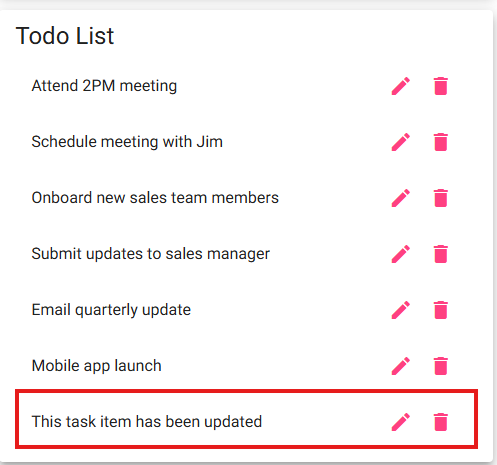 Todo List
Attend 2PM meeting
Schedule meeting with Jim
Onboard new sales team members
Submit updates to sales manager
Email quarterly update
Mobile app launch
This task item has been updated